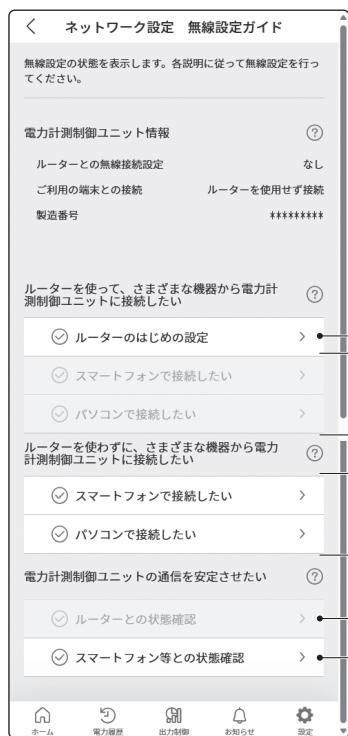 ネットワーク設定　無線設定ガイド
無線設定の状態を表示します。各説明に従って無線設定を行っ
てください。
電力計測制御ユニット情報
ルーターとの無線接続設定　なし
ご利用の端末との接続　ルーターを使用せず接続
製造番号　*********
ルーターを使って、さまざまな機器から電力計
測制御ユニットに接続したい
ルーターのはじめの設定
スマートフォンで接続したい
パソコンで接続したい
ルーターを使わずに、さまざまな機器から電力
計測制御ユニットに接続したい
スマートフォンで接続したい
パソコンで接続したい
電力計測制御ユニットの通信を安定させたい
ルーターとの状態確認
スマートフォン等との状態確認
ホーム　電力履歴　出力制御　お知らせ　設定